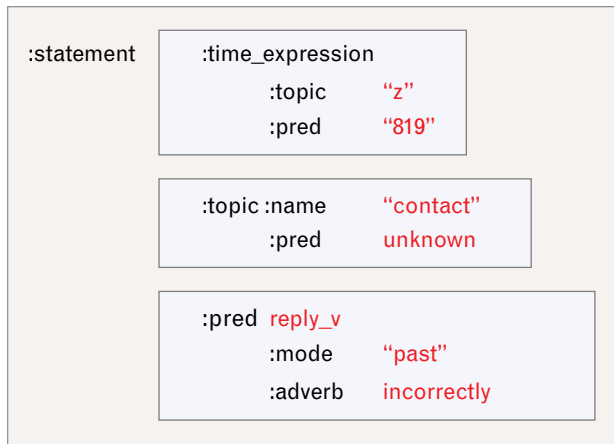 :statement :time_expression
:topic “z”
:pred “819”
:topic :name “contact”
:pred unknown
:pred reply_v
:mode “past”
:adverb incorrectly